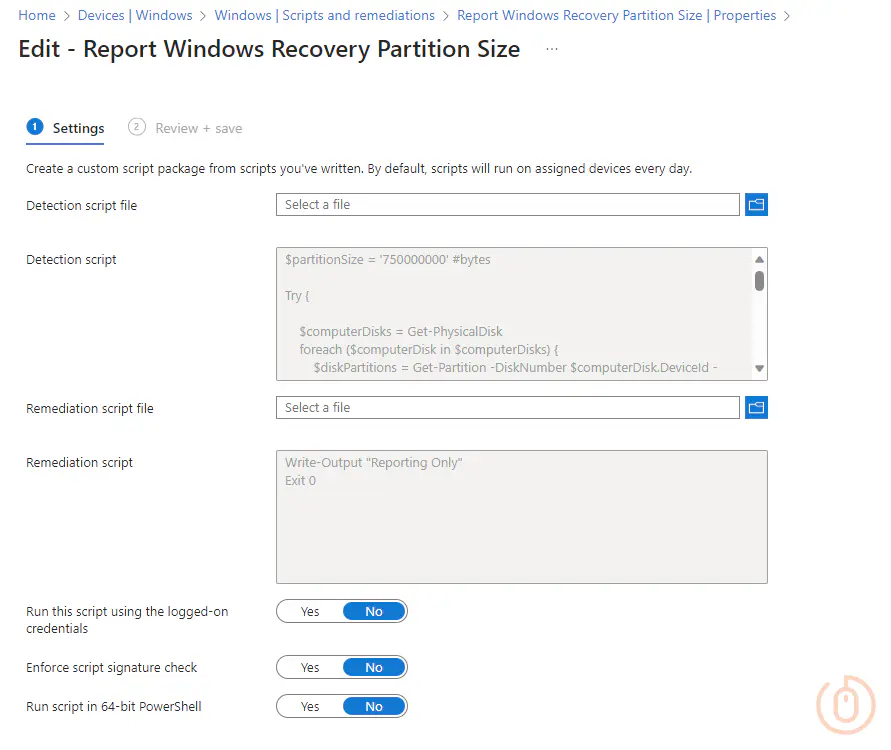 Home > Devices | Windows > Windows | Scripts and remediations > Report Windows Recovery Partition Size | Properties >
Edit - Report Windows Recovery Partition Size ...
1 Settings 2 Review + save
Create a custom script package from scripts you've written. By default, scripts will run on assigned devices every day.
Detection script file Select a file
Detection script
$partitionSize = '750000000' #bytes
Try {
$computerDisks = Get-PhysicalDisk
foreach ($computerDisk in $computerDisks) {
$diskPartitions = Get-Partition -DiskNumber $computerDisk.DeviceId -
Remediation script file Select a file
Remediation script
Write-Output "Reporting Only"
Exit 0
Run this script using the logged-on
credentials
Yes No
Enforce script signature check Yes No
Run script in 64-bit PowerShell Yes No